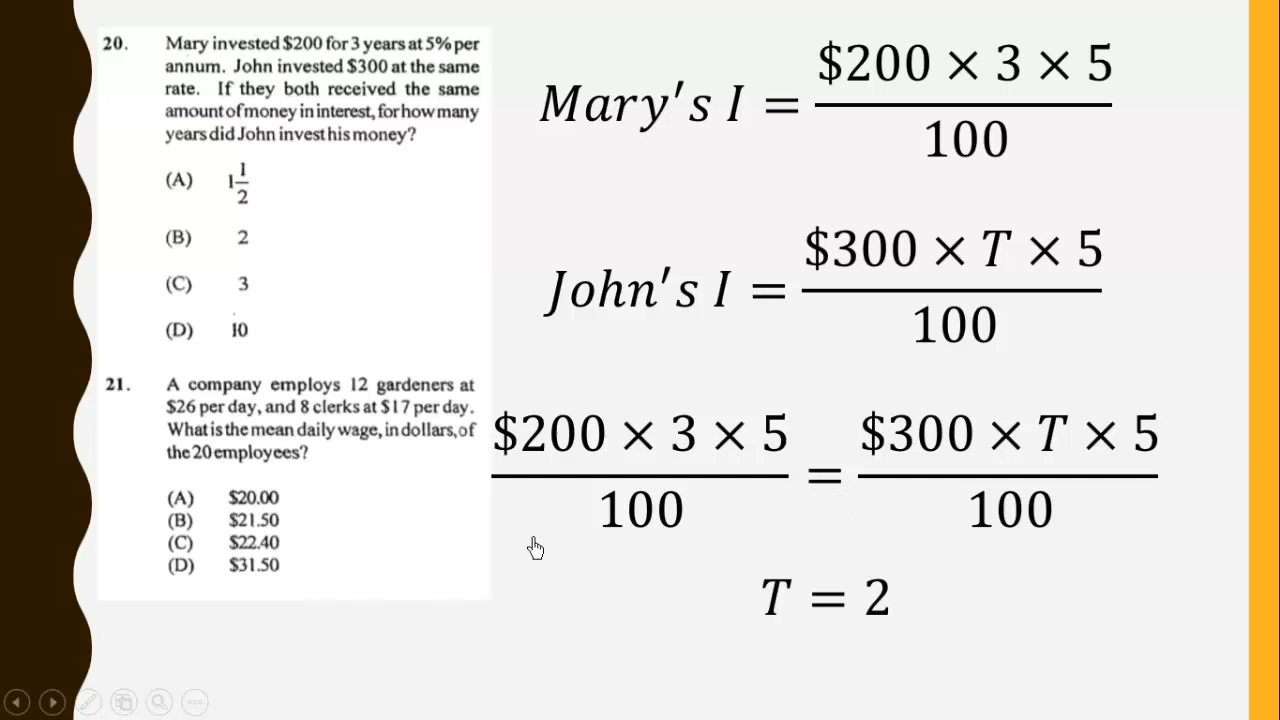 20. Mary invested $200 for 3 years at 5% per
annum. John invested $300 at the same
rate. If they both received the same
amount of money in interest, for how many
years did John invest his money?
(A) 1 1/2
(B) 2
(C) 3
(D) 10
21. A company employs 12 gardeners at
$26 per day, and 8 clerks at $17 per day.
What is the mean daily wage, in dollars, of
the 20 employees?
(A) $20.00
(B) $21.50
(C) $22.40
(D) $31.50
Mary's I = ($200 × 3 × 5)/100
John's I = ($300 × T × 5)/100
($200 × 3 × 5)/100 = ($300 × T × 5)/100
T = 2